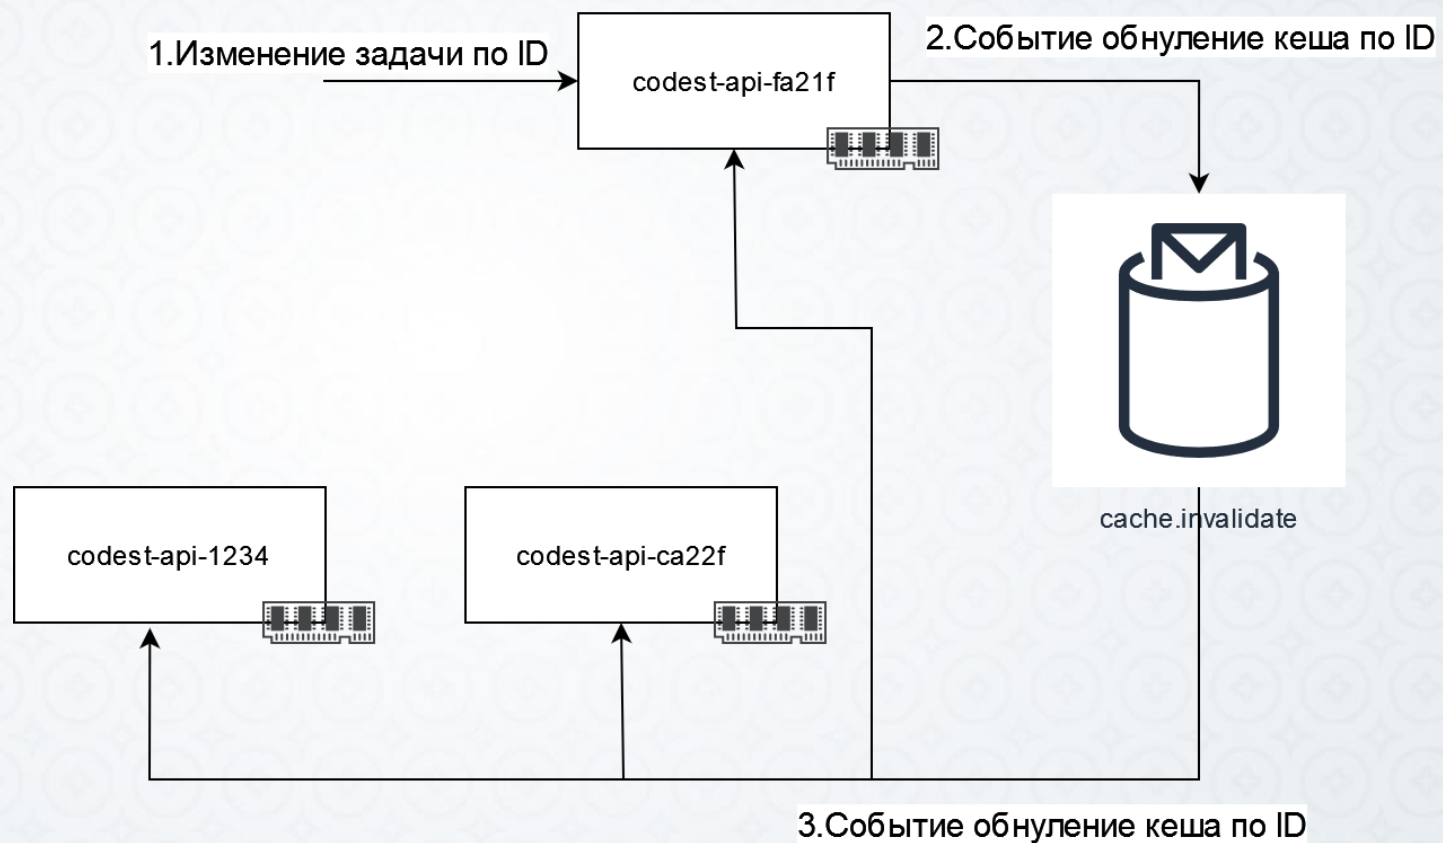 1.Изменение задачи по ID
2.Событие обнуление кеша по ID
codest-api-fa21f
cache.invalidate
codest-api-1234
codest-api-ca22f
3.Событие обнуление кеша по ID